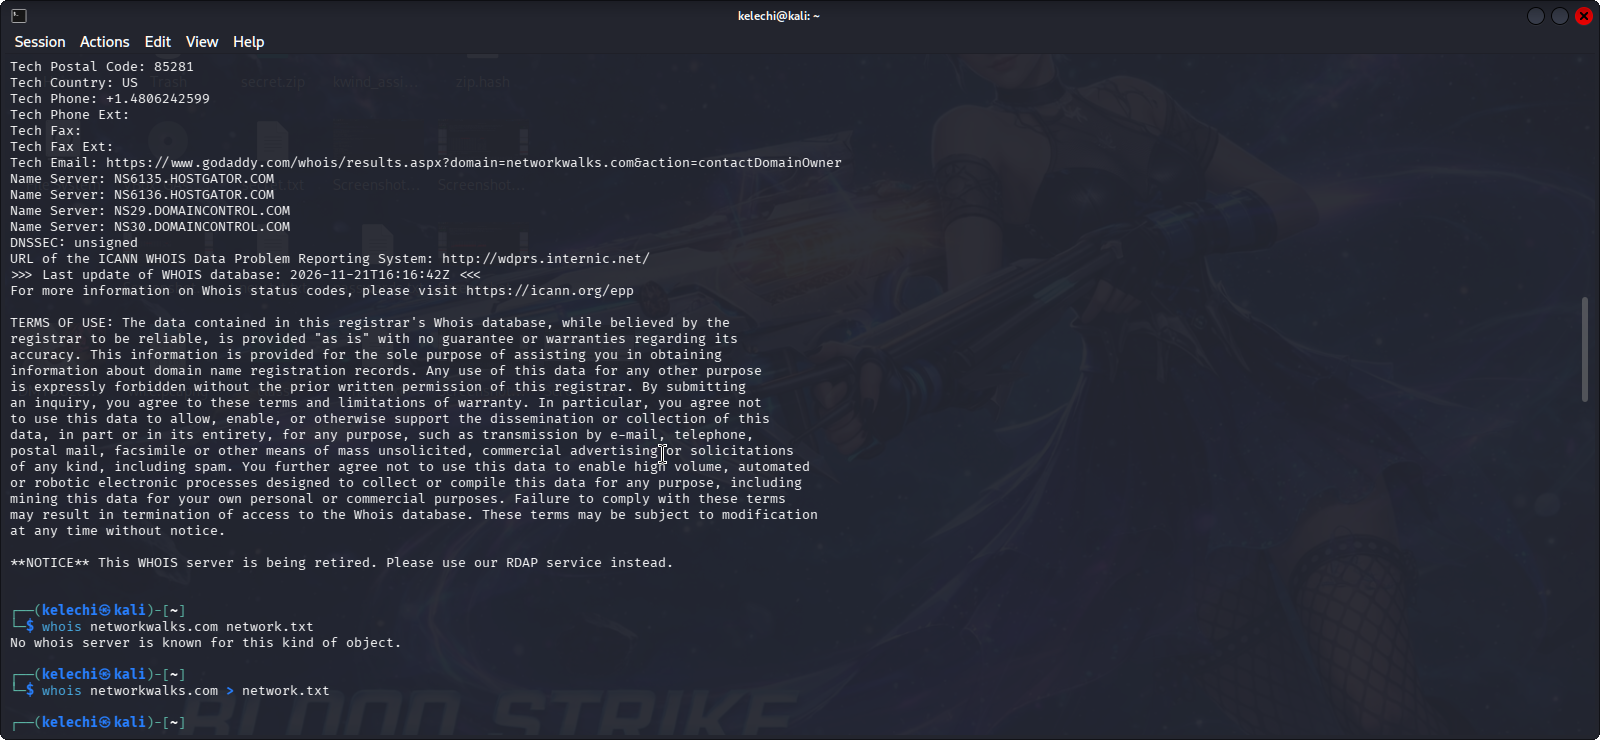 kelechi@kali: ~
Session Actions Edit View Help
Tech Postal Code: 85281
Tech Country: US
Tech Phone: +1.4806242599
Tech Phone Ext:
Tech Fax:
Tech Fax Ext:
Tech Email: https://www.godaddy.com/whois/results.aspx?domain=networkwalks.com&action=contactDomainOwner
Name Server: NS6135.HOSTGATOR.COM
Name Server: NS6136.HOSTGATOR.COM
Name Server: NS29.DOMAINCONTROL.COM
Name Server: NS30.DOMAINCONTROL.COM
DNSSEC: unsigned
URL of the ICANN WHOIS Data Problem Reporting System: http://wdprs.internic.net/
>>> Last update of WHOIS database: 2026-11-21T16:16:42Z <<<
For more information on Whois status codes, please visit https://icann.org/epp
TERMS OF USE: The data contained in this registrar's Whois database, while believed by the
registrar to be reliable, is provided "as is" with no guarantee or warranties regarding its
accuracy. This information is provided for the sole purpose of assisting you in obtaining
information about domain name registration records. Any use of this data for any other purpose
is expressly forbidden without the prior written permission of this registrar. By submitting
an inquiry, you agree to these terms and limitations of warranty. In particular, you agree not
to use this data to allow, enable, or otherwise support the dissemination or collection of this
data, in part or in its entirety, for any purpose, such as transmission by e-mail, telephone,
postal mail, facsimile or other means of mass unsolicited, commercial advertising or solicitations
of any kind, including spam. You further agree not to use this data to enable high volume, automated
or robotic electronic processes designed to collect or compile this data for any purpose, including
mining this data for your own personal or commercial purposes. Failure to comply with these terms
may result in termination of access to the Whois database. These terms may be subject to modification
at any time without notice.
**NOTICE** This WHOIS server is being retired. Please use our RDAP service instead.
┌──(kelechi㉿kali)-[~]
└─$ whois networkwalks.com network.txt
No whois server is known for this kind of object.
┌──(kelechi㉿kali)-[~]
└─$ whois networkwalks.com > network.txt
┌──(kelechi㉿kali)-[~]
Trash secret.zip kwind_assi... zip.hash
Screenshot... Screenshot...
BLOOD STRIKE